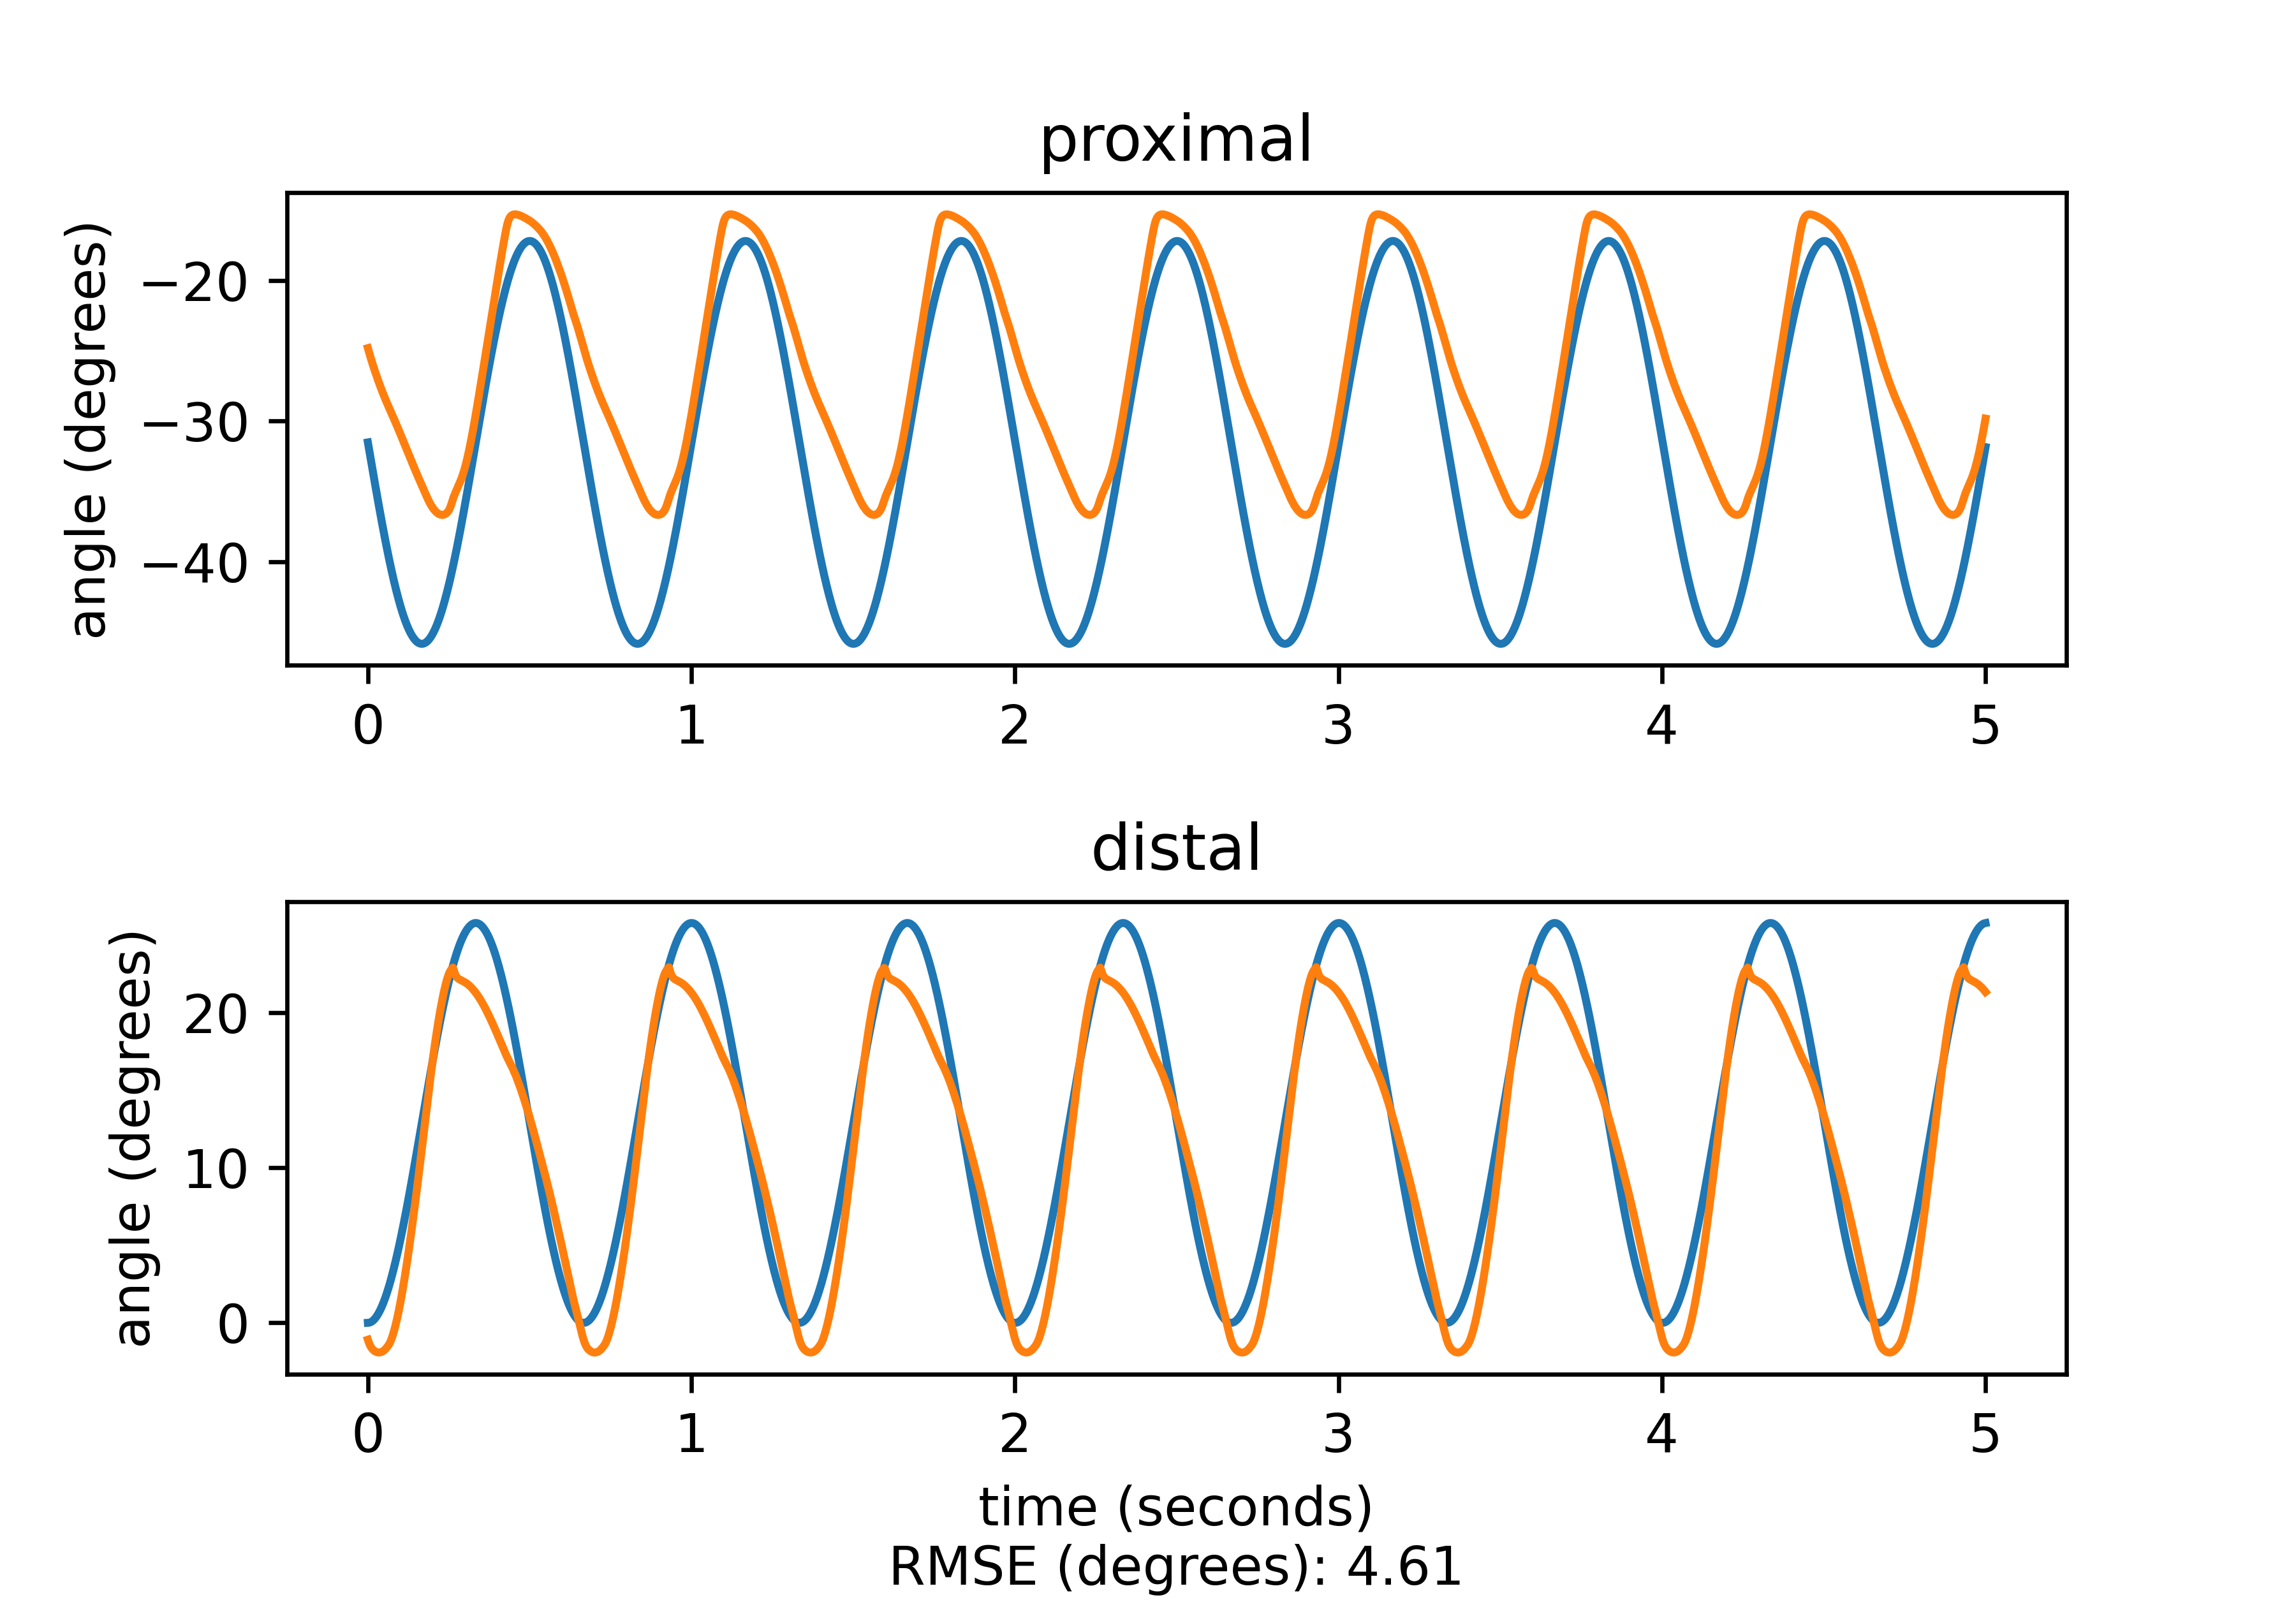 proximal
angle (degrees)
−20
−30
−40
0 1 2 3 4 5
distal
angle (degrees)
20
10
0
0 1 2 3 4 5
time (seconds)
RMSE (degrees): 4.61